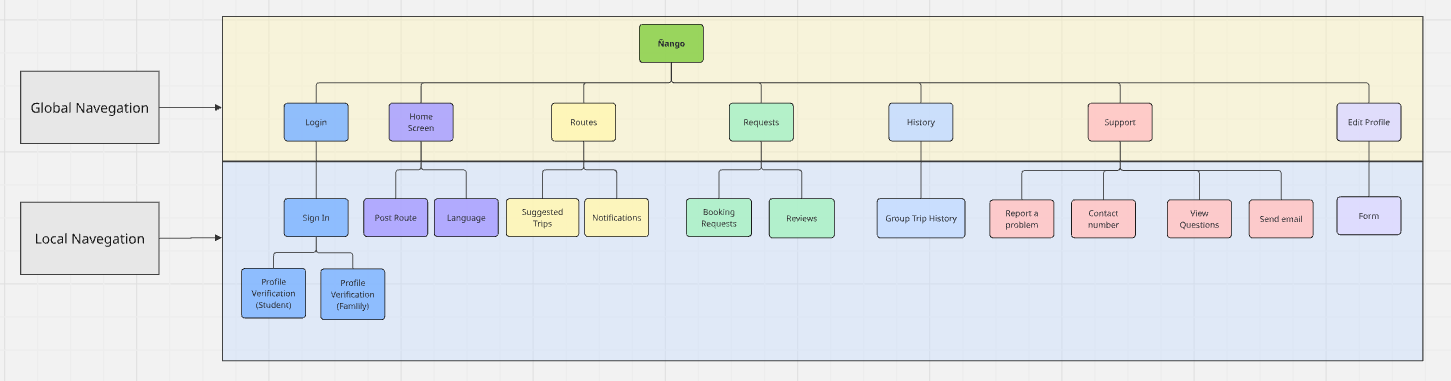 Ñango
Global Navegation
Login
Home
Screen
Routes
Requests
History
Support
Edit Profile
Local Navegation
Sign In
Post Route
Language
Suggested
Trips
Notifications
Booking
Requests
Reviews
Group Trip History
Report a
problem
Contact
number
View
Questions
Send email
Form
Profile
Verification
(Student)
Profile
Verification
(Familly)